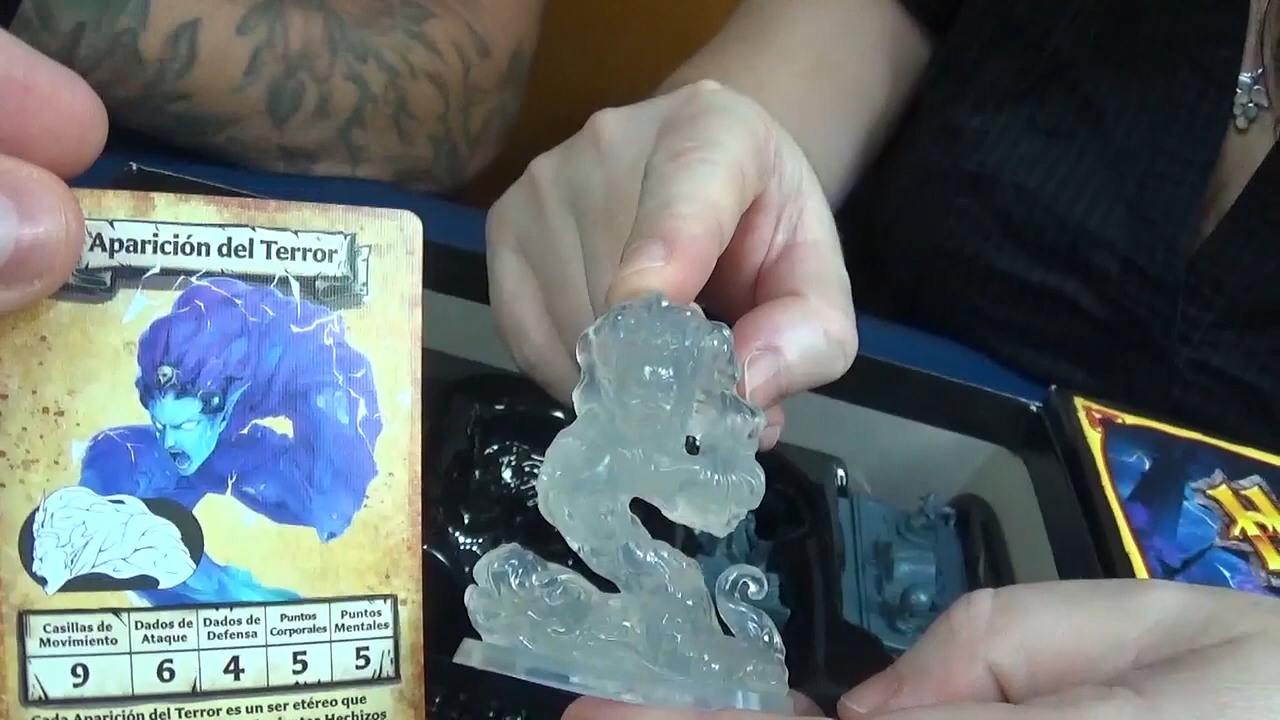 Aparición del Terror
Casillas de Movimiento
Dados de Ataque
Dados de Defensa
Puntos Corporales
Puntos Mentales
9 6 4 5 5
Cada Aparición del Terror es un ser etéreo que
Hechizos
H